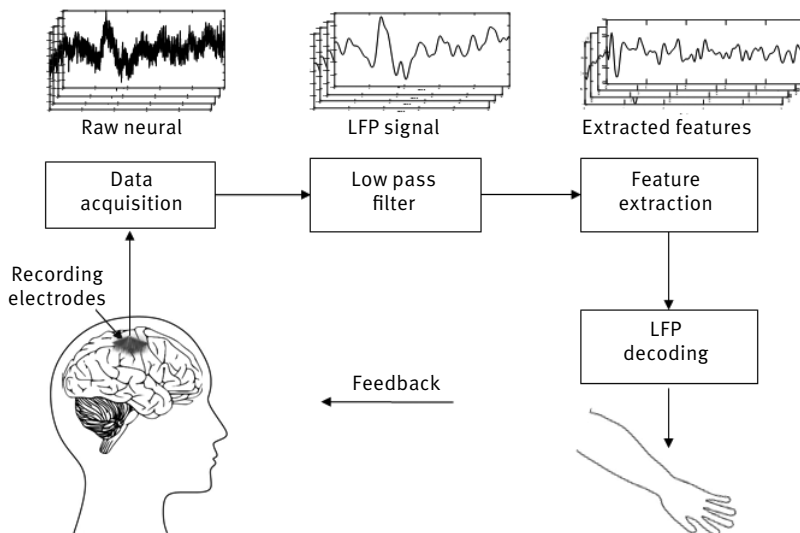 Raw neural
LFP signal
Extracted features
Data
acquisition
Low pass
filter
Feature
extraction
Recording
electrodes
LFP
decoding
Feedback